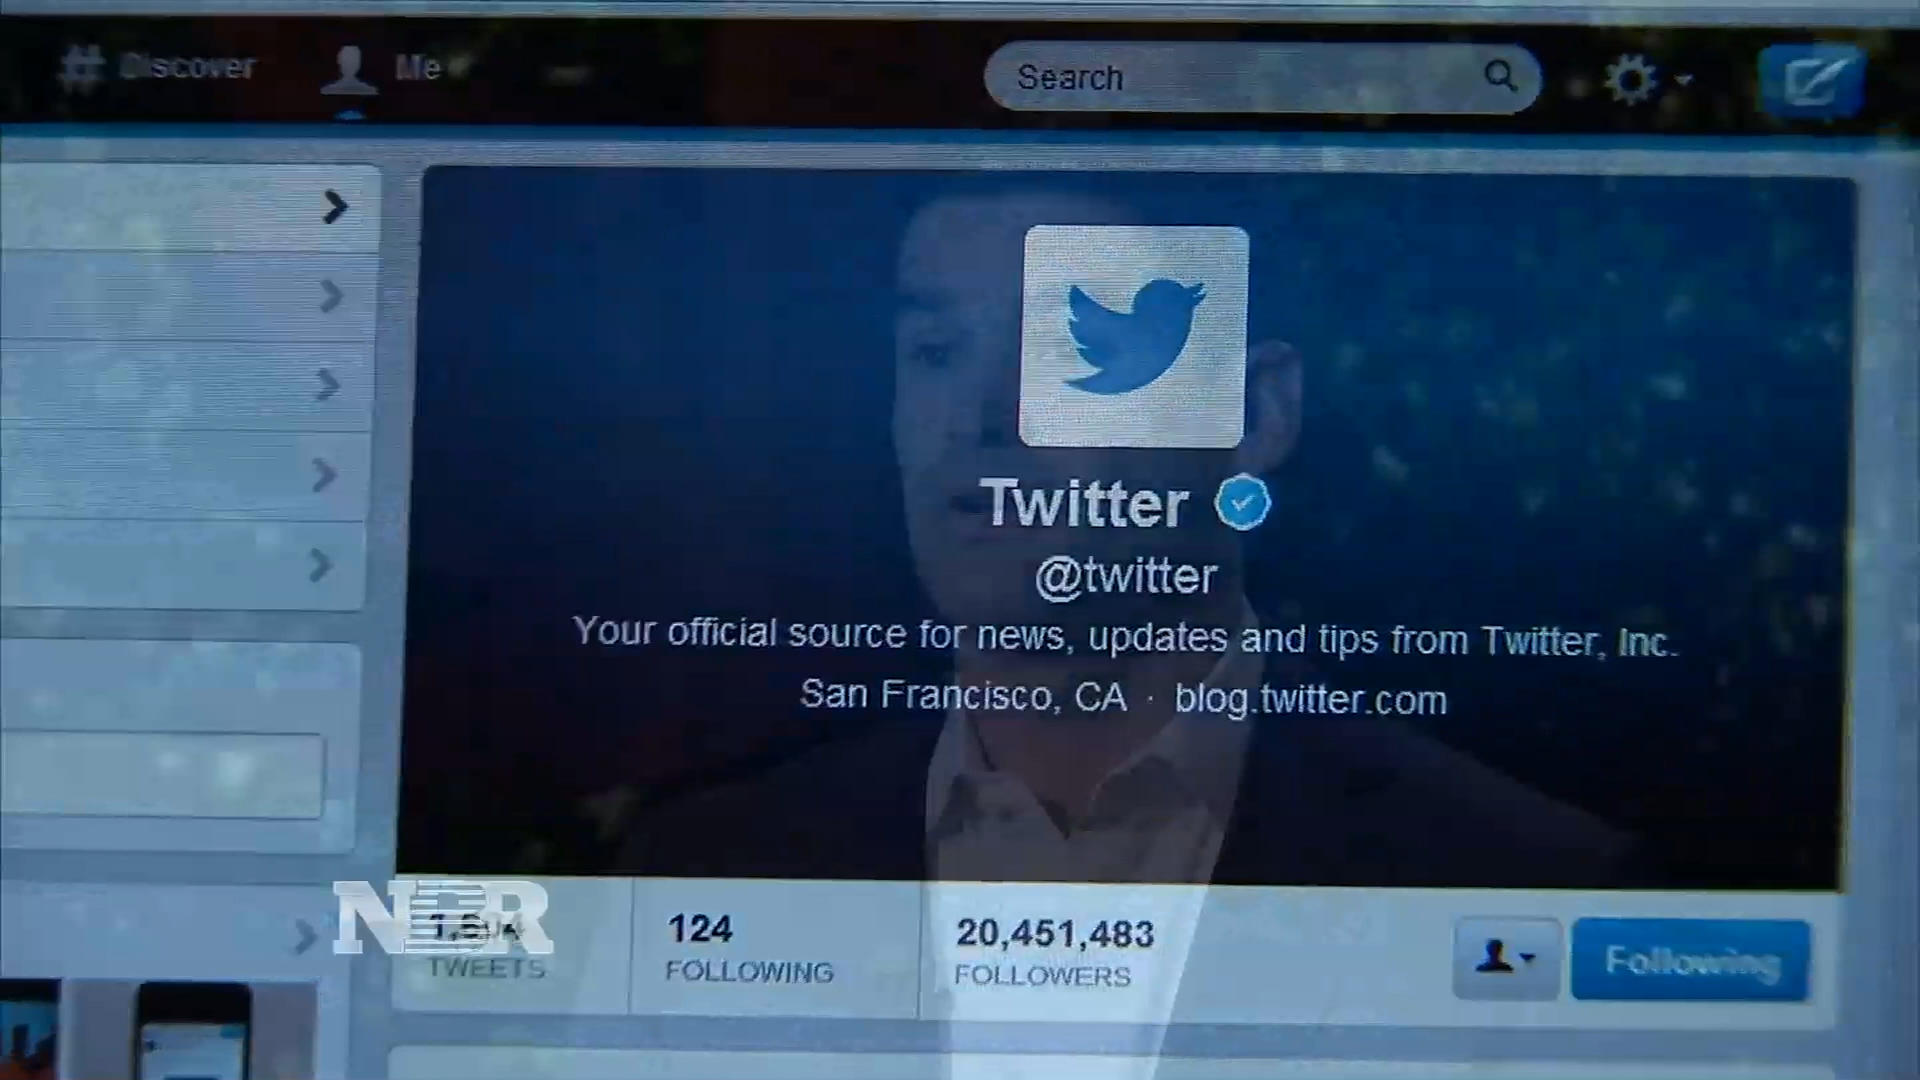 # Discover
Me
Search
Twitter
@twitter
Your official source for news, updates and tips from Twitter, Inc.
San Francisco, CA · blog.twitter.com
NBR
TWEETS
124
FOLLOWING
20,451,483
FOLLOWERS
Following